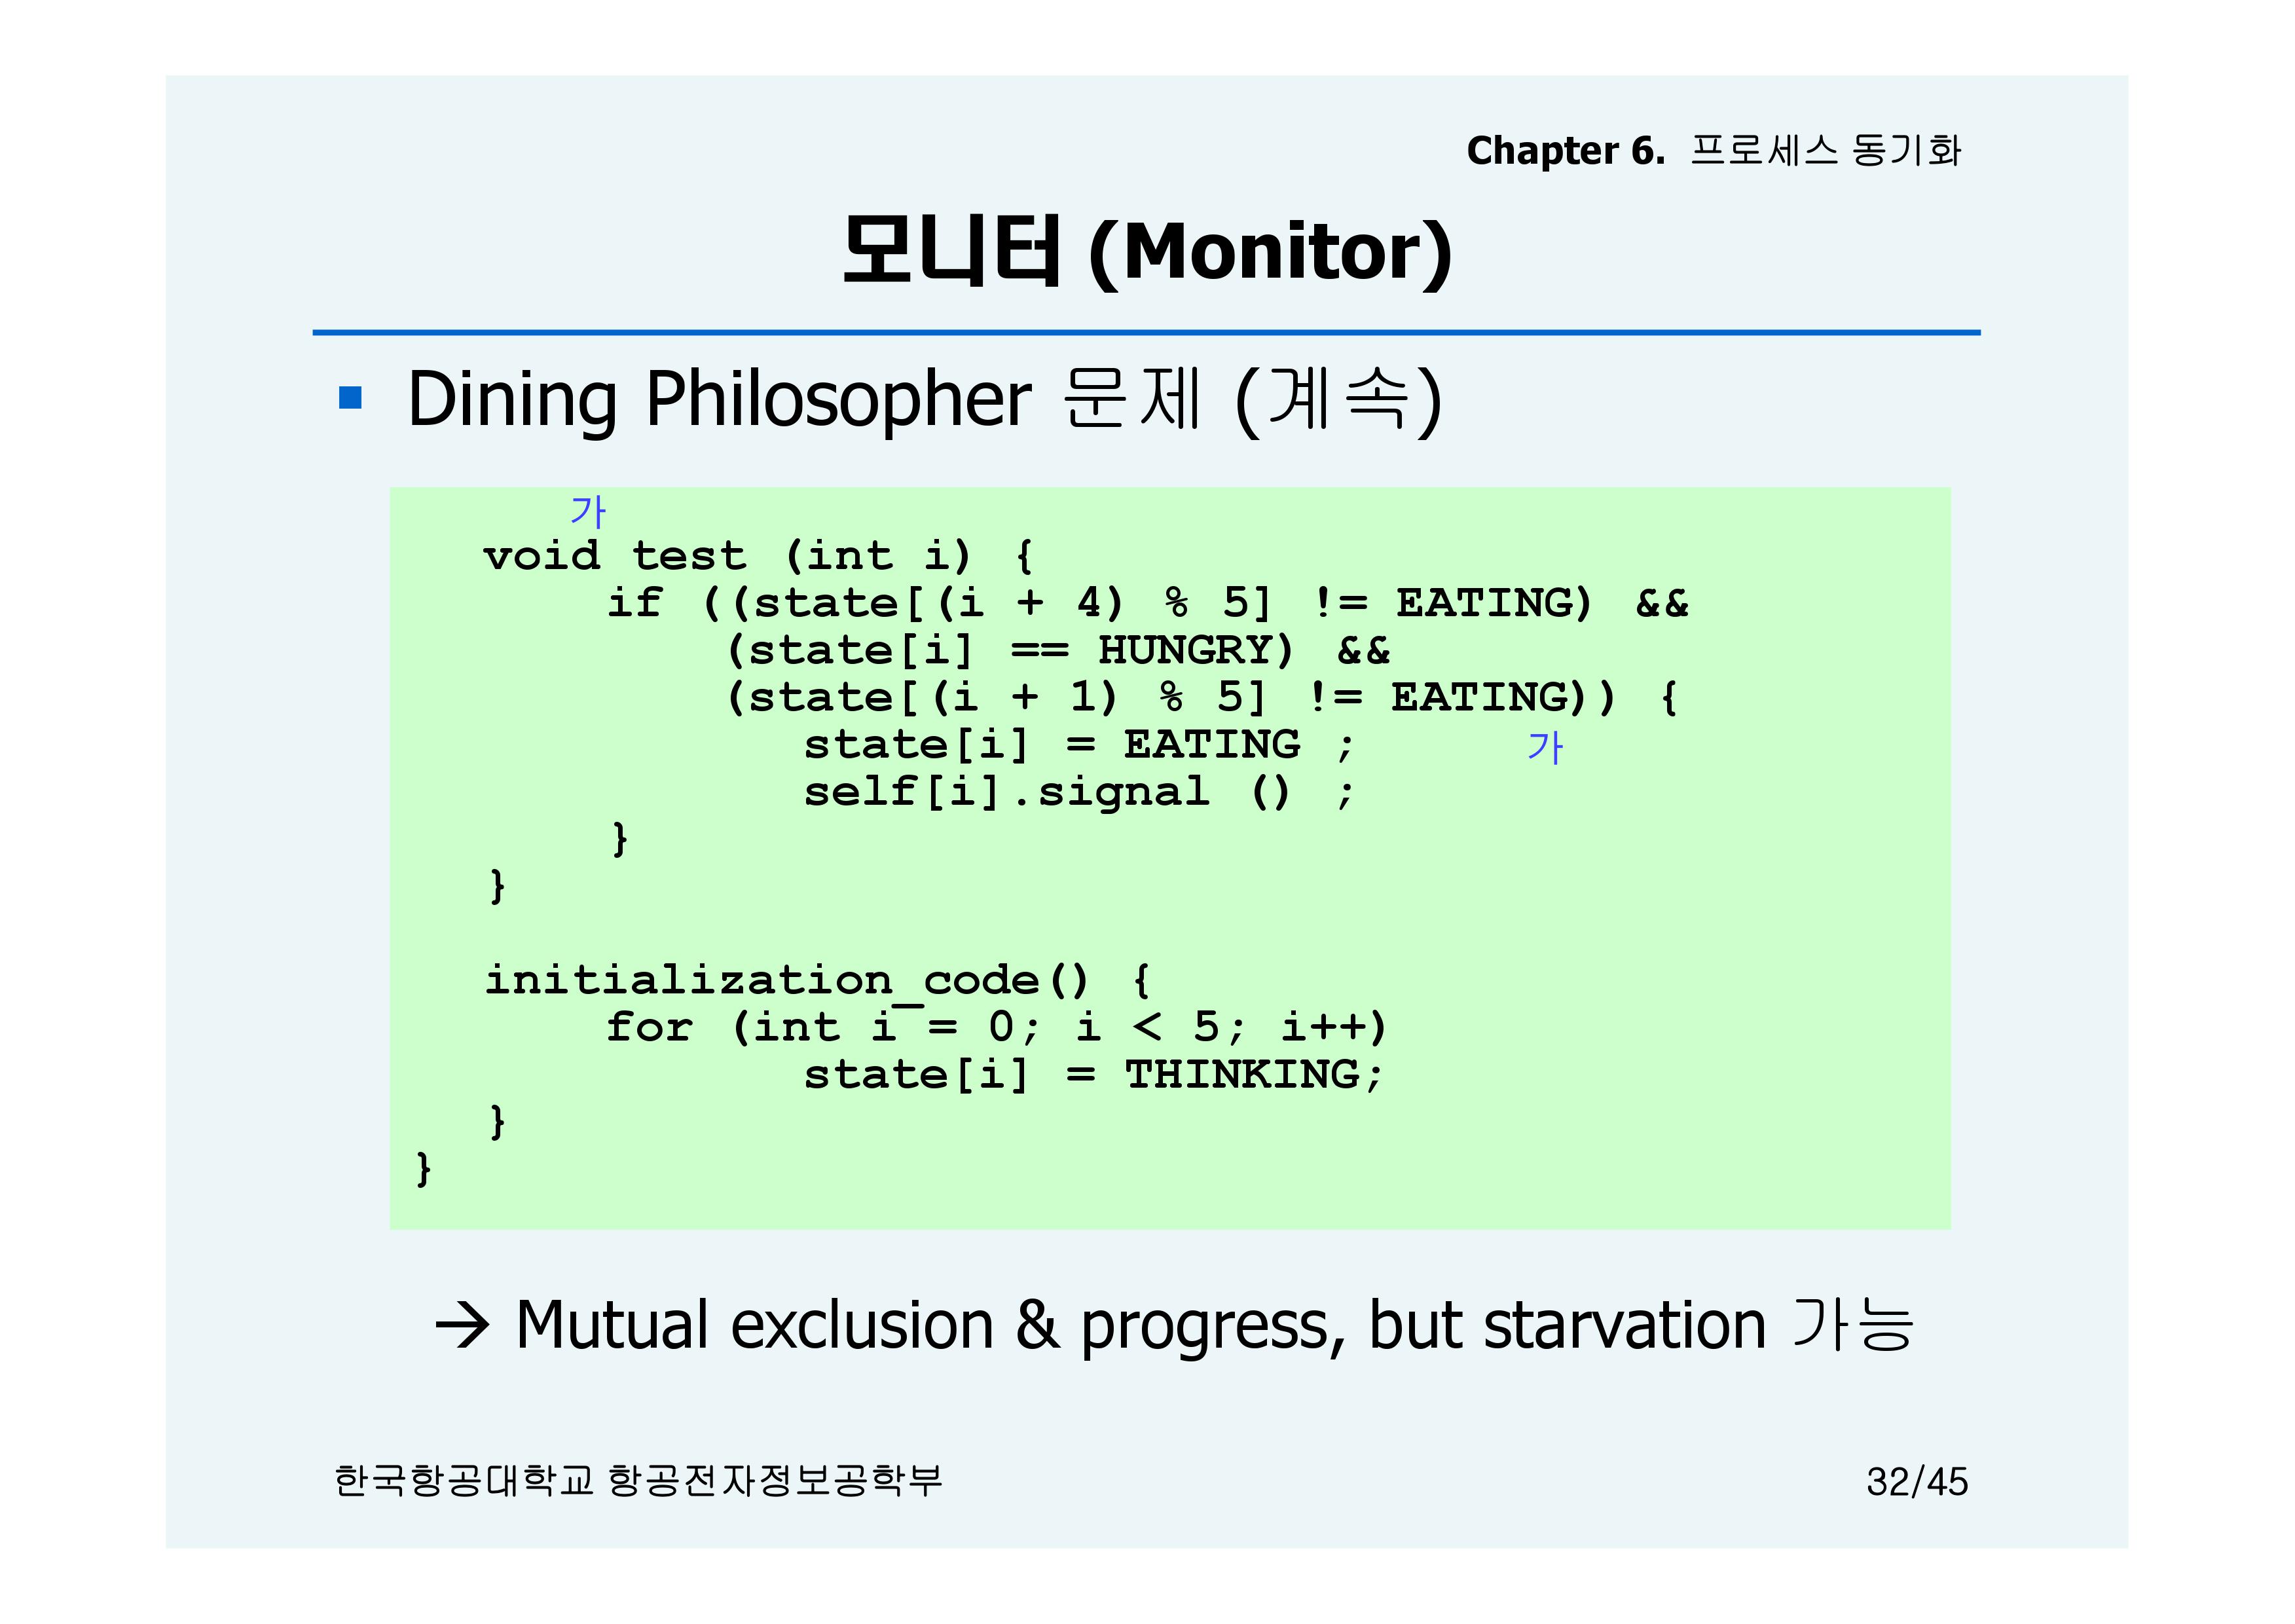 Chapter 6. 프로세스 동기화
모니터 (Monitor)
▪ Dining Philosopher 문제 (계속)
가
void test (int i) {
if ((state[(i + 4) % 5] != EATING) &&
(state[i] == HUNGRY) &&
(state[(i + 1) % 5] != EATING)) {
state[i] = EATING ; 가
self[i].signal () ;
}
}
initialization_code() {
for (int i = 0; i < 5; i++)
state[i] = THINKING;
}
}
→ Mutual exclusion & progress, but starvation 가능
한국항공대학교 항공전자정보공학부
32/45